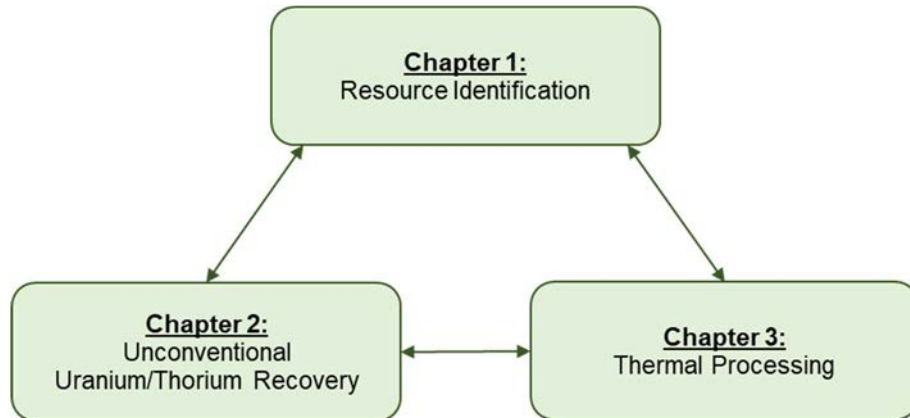 Chapter 1:
Resource Identification
Chapter 2:
Unconventional
Uranium/Thorium Recovery
Chapter 3:
Thermal Processing